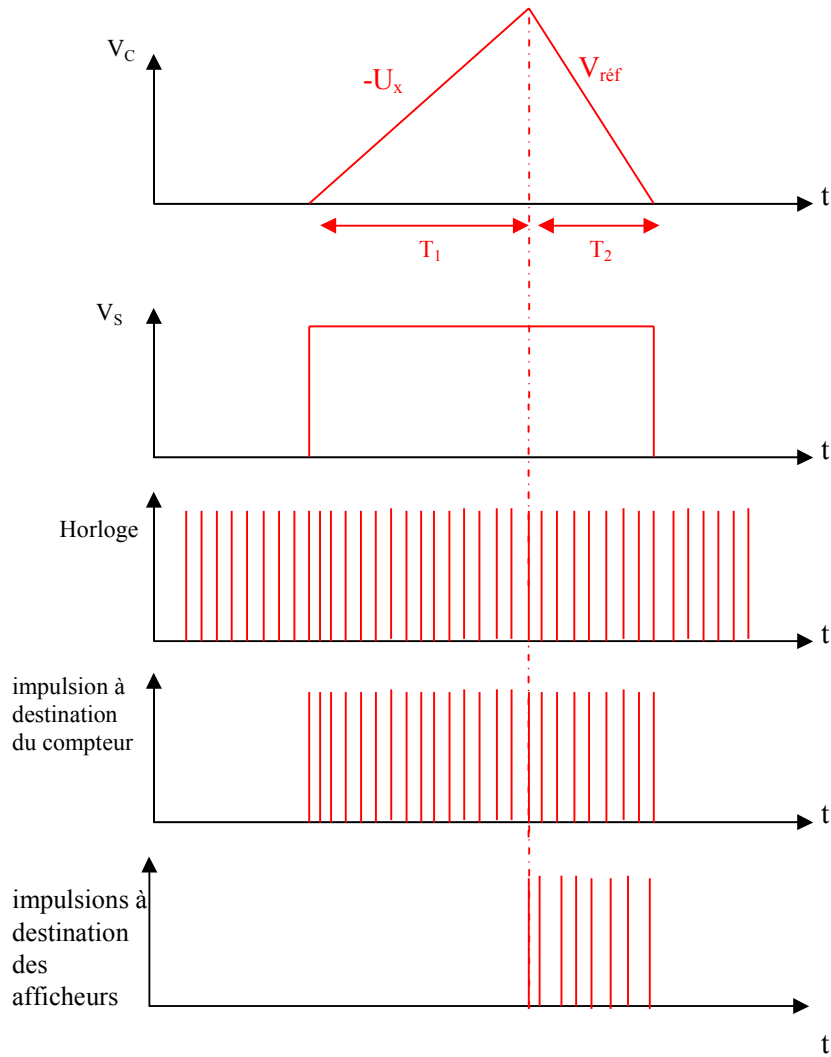 V_C
-U_x
V_réf
t
T_1
T_2
V_S
t
Horloge
t
impulsion à
destination
du compteur
t
impulsions à
destination
des
afficheurs
t